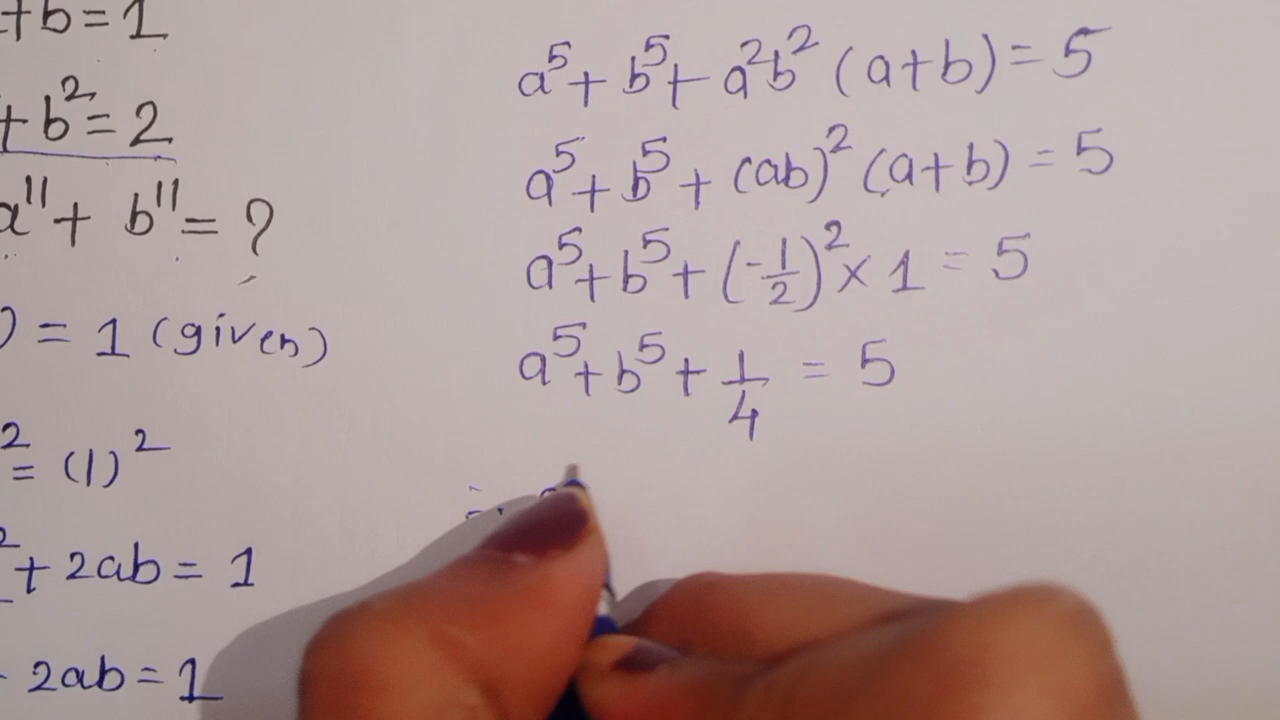 +b=1
+b²=2
a¹¹+ b¹¹= ?
) = 1 (given)
²= (1)²
²+ 2ab = 1
2ab = 1
a⁵+ b⁵+ a²b² (a+b) = 5
a⁵+ b⁵+ (ab)² (a+b) = 5
a⁵+ b⁵+ (-1/2)² × 1 = 5
a⁵+ b⁵+ 1/4 = 5